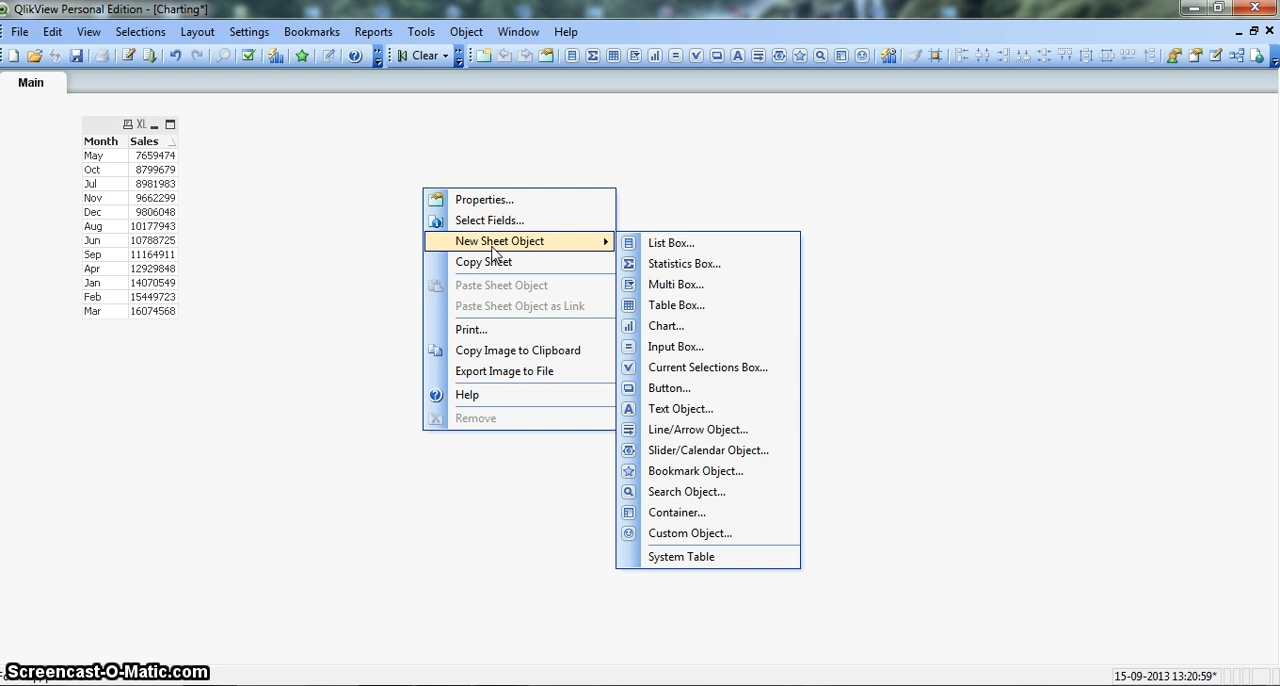 QlikView Personal Edition - [Charting*]
File Edit View Selections Layout Settings Bookmarks Reports Tools Object Window Help
Clear
Main
XL
Month Sales
May 7659474
Oct 8799679
Jul 8981983
Nov 9662299
Dec 9806048
Aug 10177943
Jun 10788725
Sep 11164911
Apr 12929848
Jan 14070549
Feb 15449723
Mar 16074568
Properties...
Select Fields...
New Sheet Object
Copy Sheet
Paste Sheet Object
Paste Sheet Object as Link
Print...
Copy Image to Clipboard
Export Image to File
Help
Remove
List Box...
Statistics Box...
Multi Box...
Table Box...
Chart...
Input Box...
Current Selections Box...
Button...
Text Object...
Line/Arrow Object...
Slider/Calendar Object...
Bookmark Object...
Search Object...
Container...
Custom Object...
System Table
Screencast-O-Matic.com
15-09-2013 13:20:59*